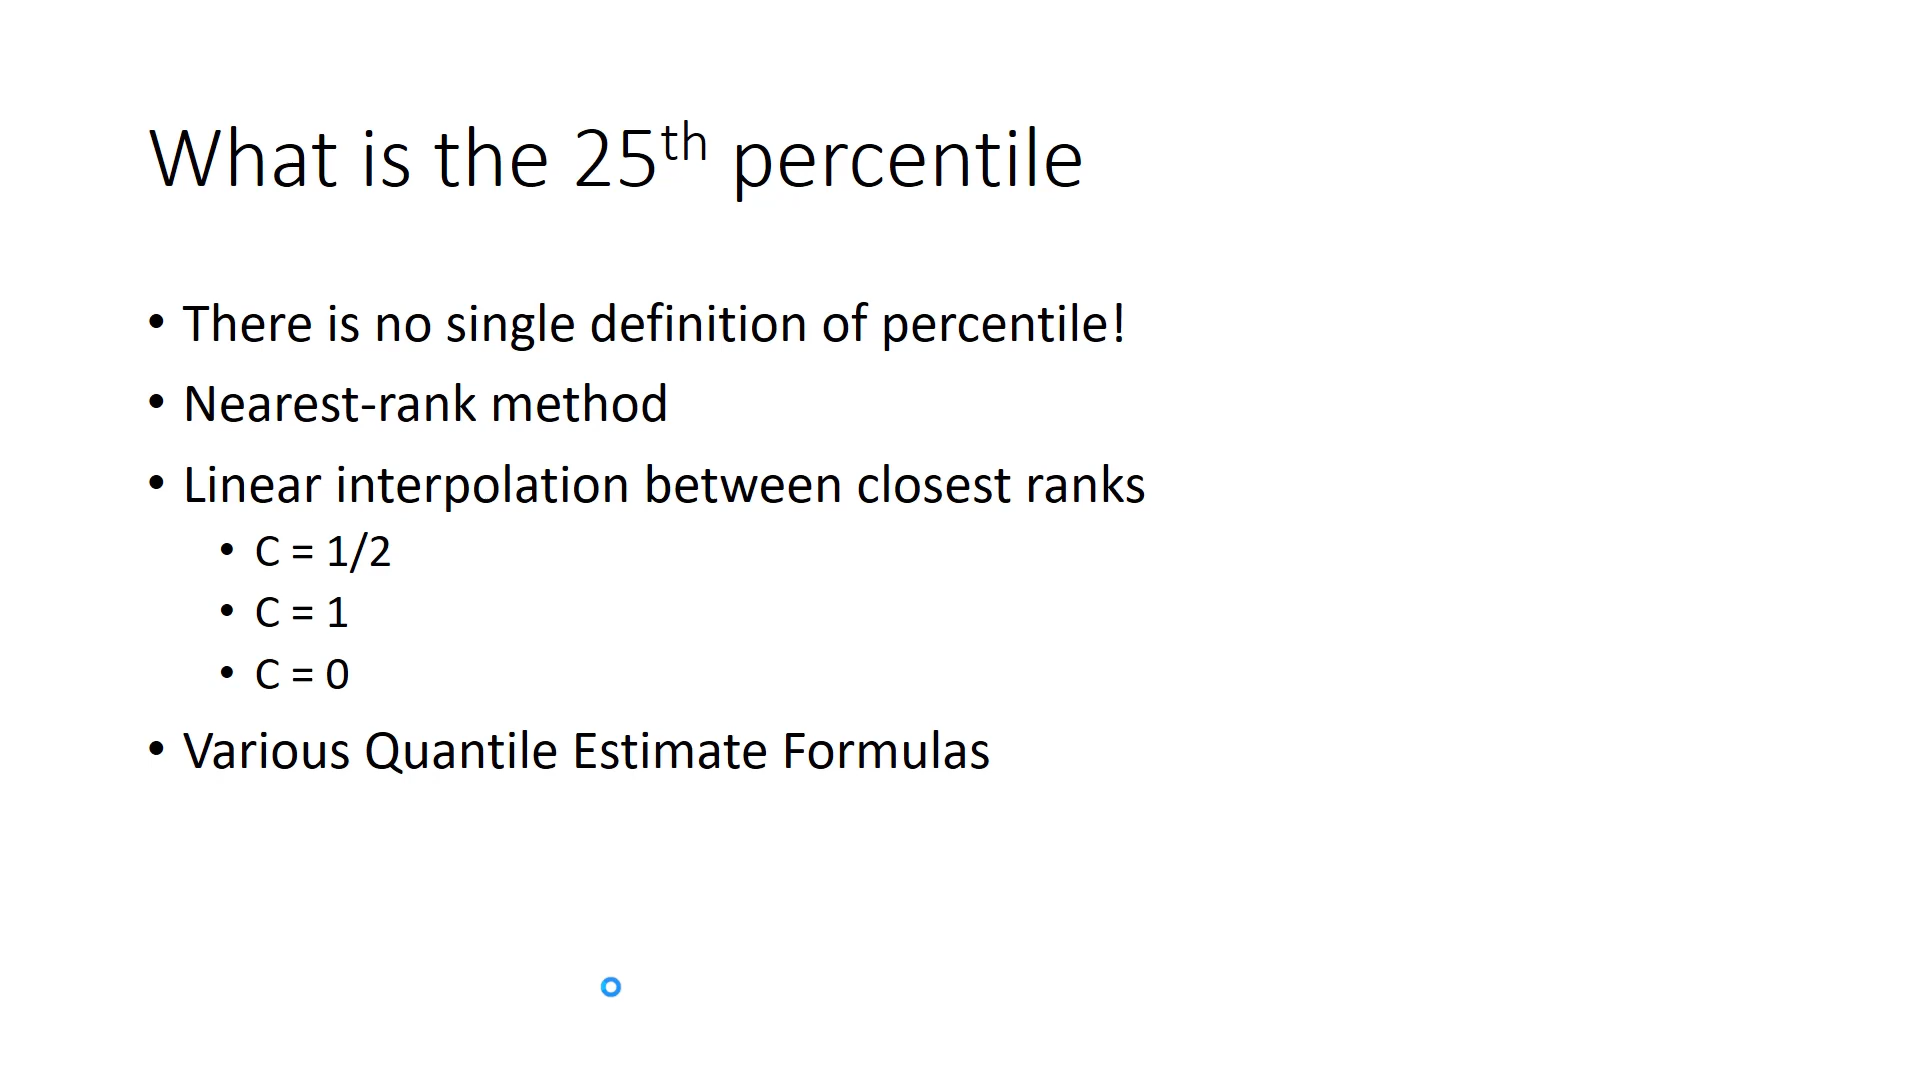 What is the 25th percentile
• There is no single definition of percentile!
• Nearest-rank method
• Linear interpolation between closest ranks
• C = 1/2
• C = 1
• C = 0
• Various Quantile Estimate Formulas